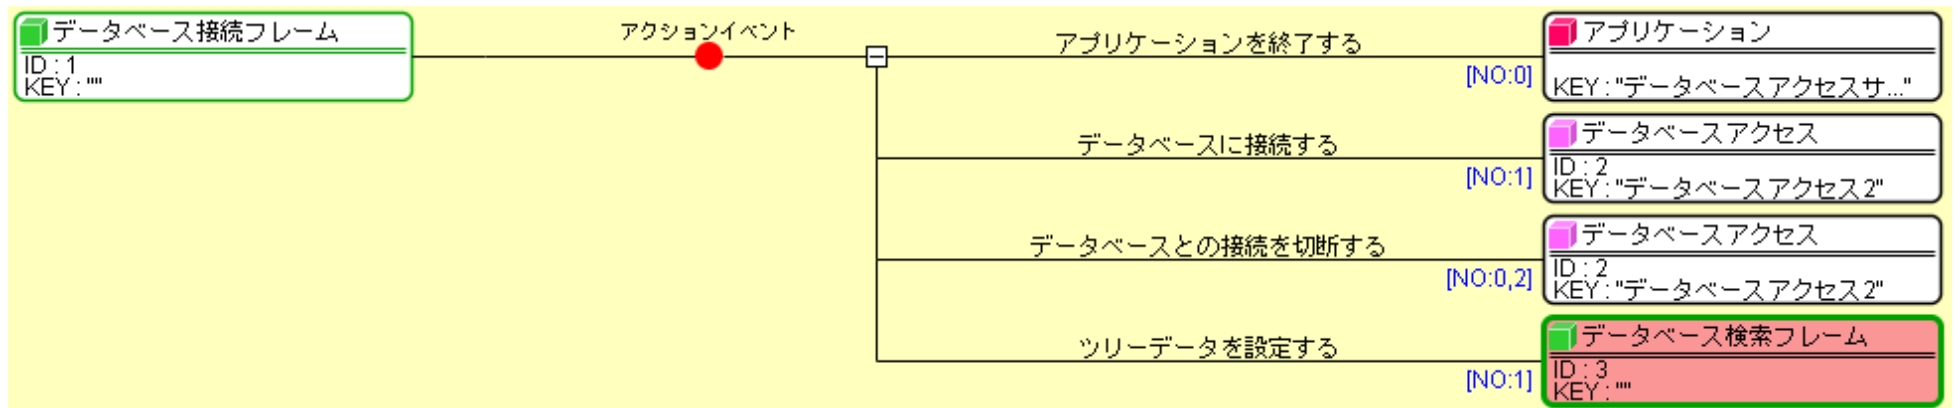 データベース接続フレーム
ID : 1
KEY : ""
アクションイベント
アプリケーションを終了する
[NO:0]
アプリケーション
KEY : "データベースアクセスサ..."
データベースに接続する
[NO:1]
データベースアクセス
ID : 2
KEY : "データベースアクセス2"
データベースとの接続を切断する
[NO:0,2]
データベースアクセス
ID : 2
KEY : "データベースアクセス2"
ツリーデータを設定する
[NO:1]
データベース検索フレーム
ID : 3
KEY : ""